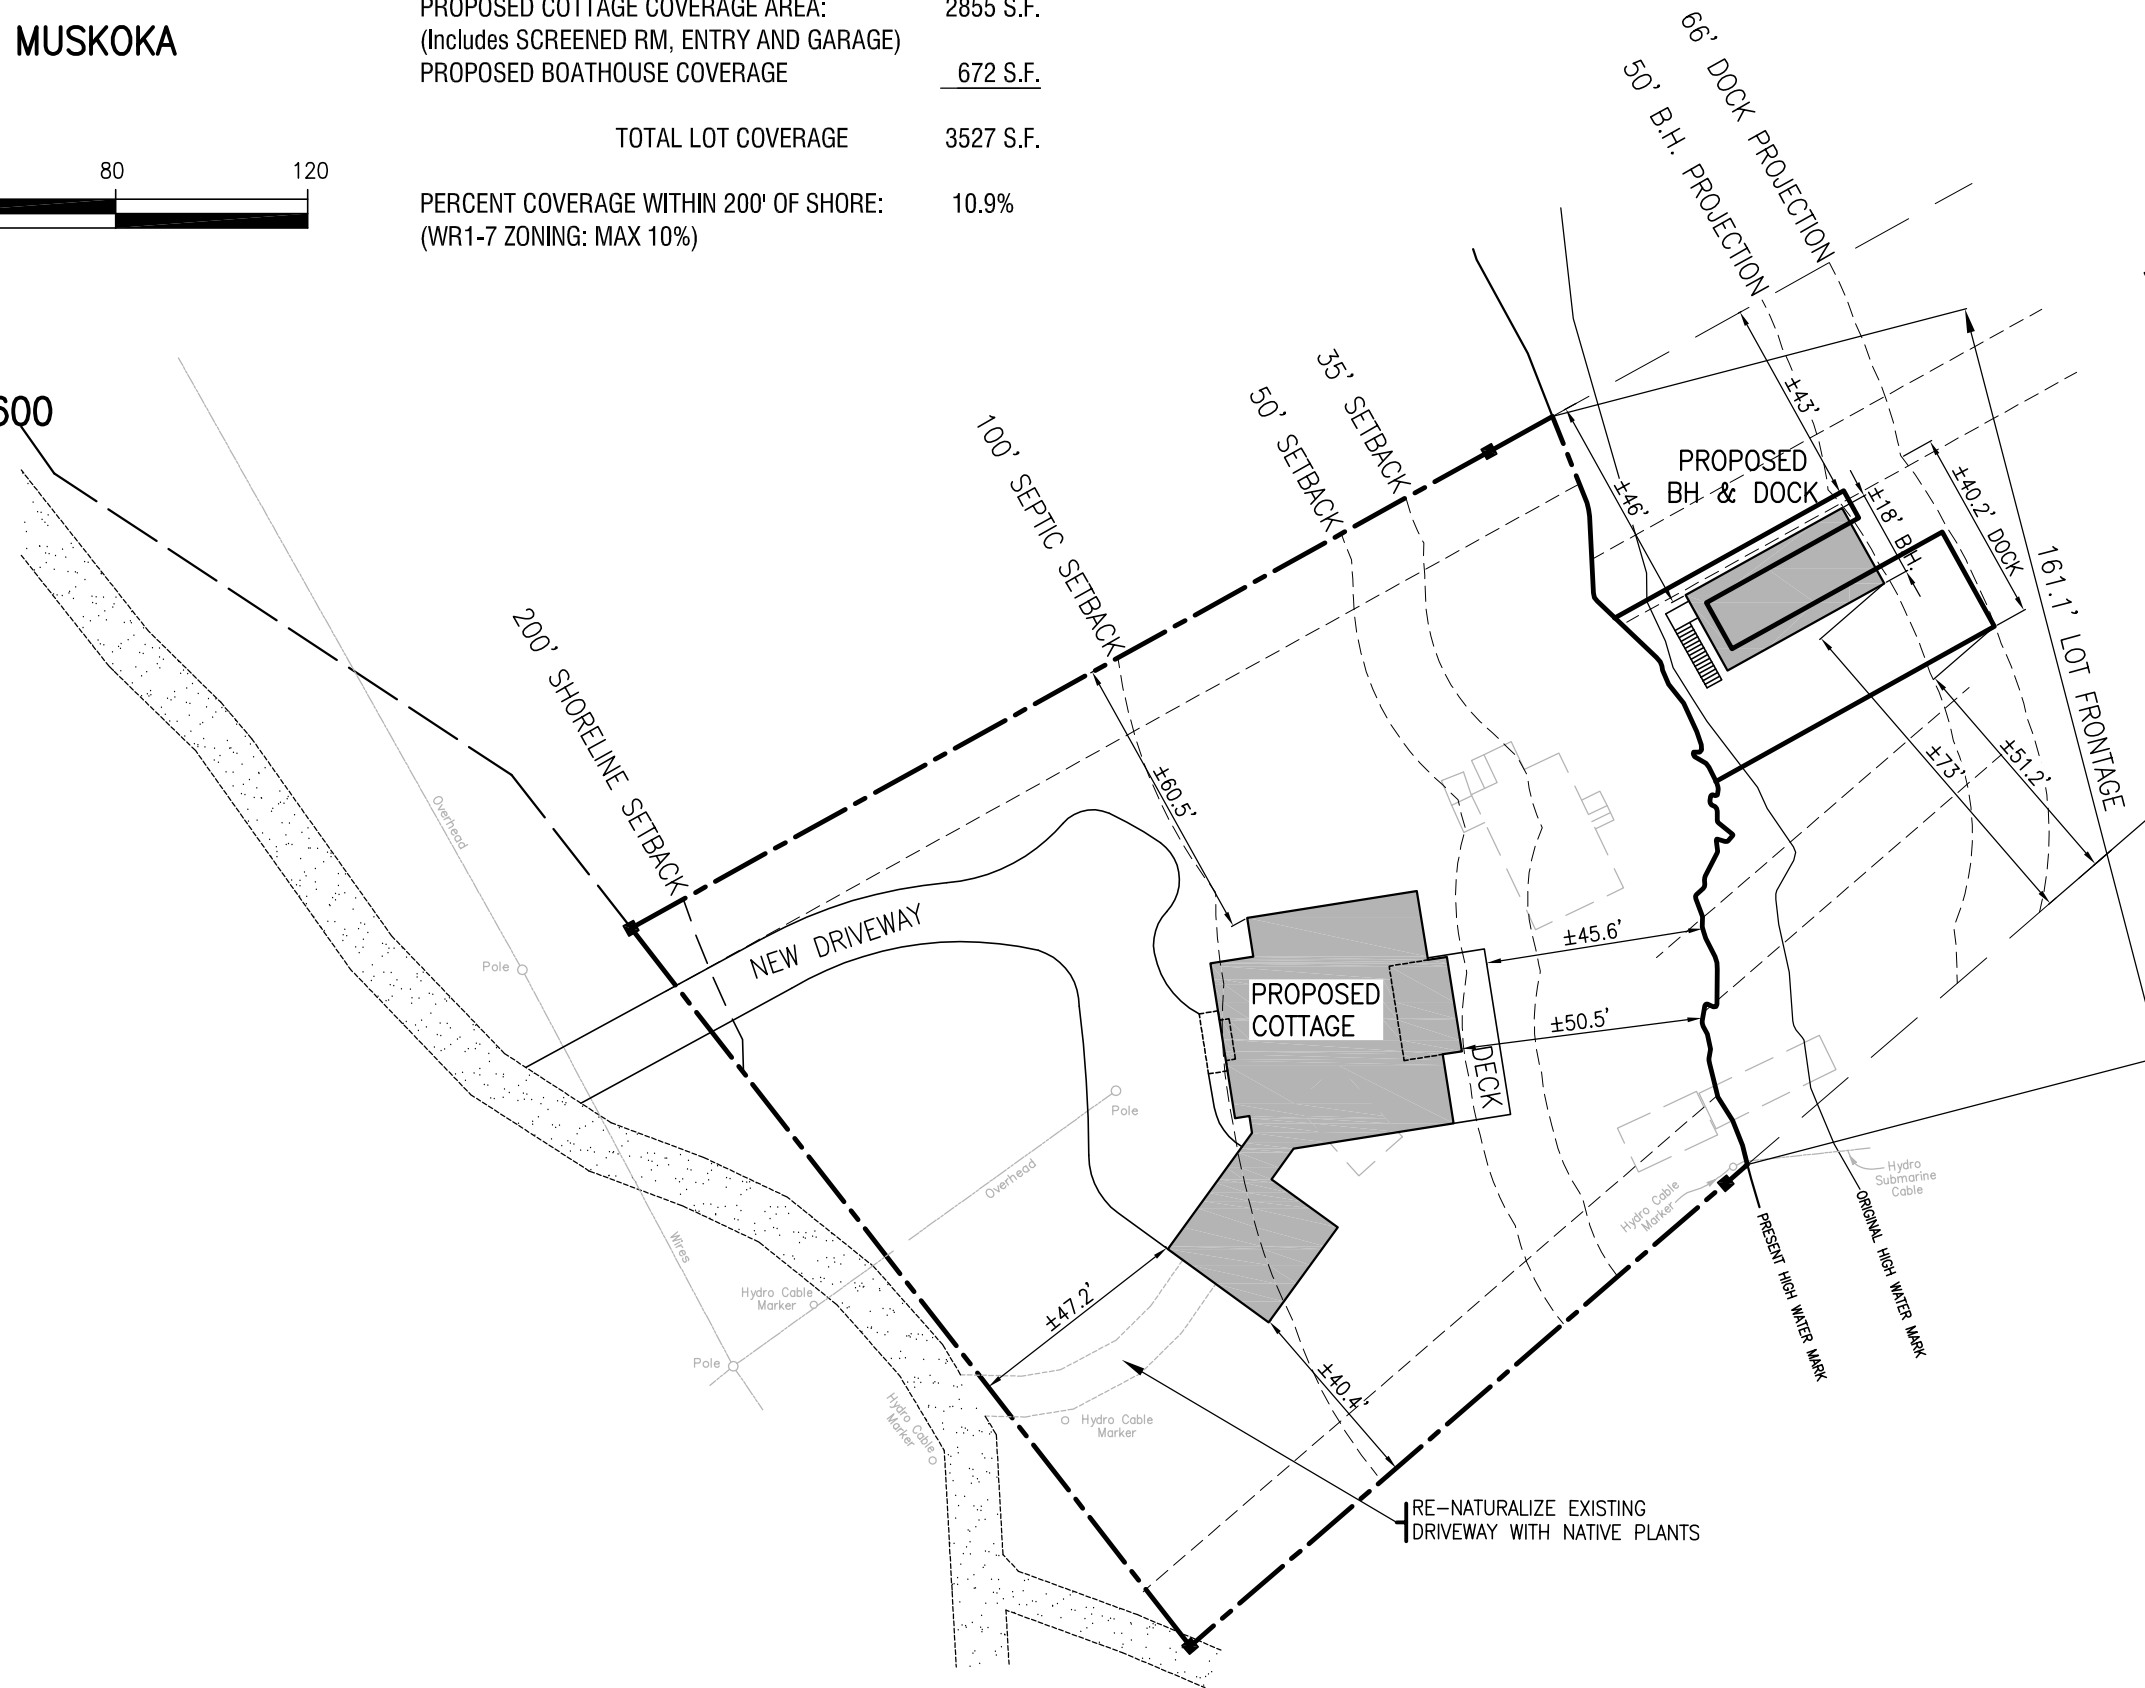 MUSKOKA
PROPOSED COTTAGE COVERAGE AREA: 2855 S.F.
(Includes SCREENED RM, ENTRY AND GARAGE)
PROPOSED BOATHOUSE COVERAGE 672 S.F.
TOTAL LOT COVERAGE 3527 S.F.
PERCENT COVERAGE WITHIN 200' OF SHORE: 10.9%
(WR1-7 ZONING: MAX 10%)
80 120
600
66' DOCK PROJECTION
50' B.H. PROJECTION
35' SETBACK
50' SETBACK
100' SEPTIC SETBACK
200' SHORELINE SETBACK
±43'
±46'
PROPOSED
BH & DOCK
±18' B.H.
±40.2' DOCK
161.1' LOT FRONTAGE
±73'
±51.2'
±60.5'
Overhead
Pole
NEW DRIVEWAY
PROPOSED
COTTAGE
DECK
±45.6'
±50.5'
Pole
Overhead
Wires
Hydro Cable
Marker
Pole
±47.2'
±40.4'
Hydro Cable
Marker
Hydro Cable
Marker
Hydro Cable
Marker
Hydro
Submarine
Cable
PRESENT HIGH WATER MARK
ORIGINAL HIGH WATER MARK
RE-NATURALIZE EXISTING
DRIVEWAY WITH NATIVE PLANTS